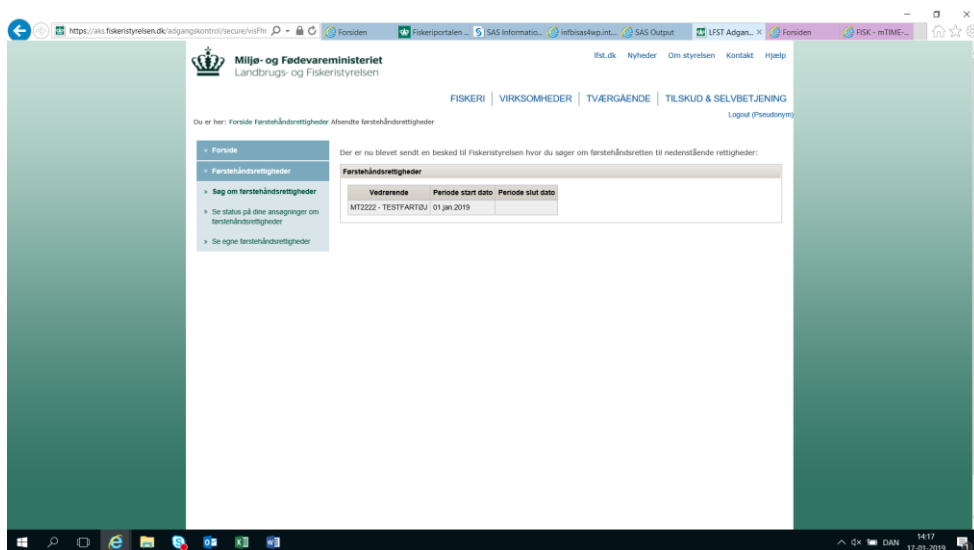 https://aks.fiskeristyrelsen.dk/adgangskontrol/secure/visFhr
Forsiden
Fiskeriportalen ...
SAS Informatio...
infbisas4wp.int...
SAS Output
LFST Adgan...
Forsiden
FISK - mTIME-...
Miljø- og Fødevareministeriet
Landbrugs- og Fiskeristyrelsen
lfst.dk Nyheder Om styrelsen Kontakt Hjælp
FISKERI VIRKSOMHEDER TVÆRGÅENDE TILSKUD & SELVBETJENING
Logout (Pseudonym)
Du er her: Forside Førstehåndsrettigheder Afsendte førstehåndsrettigheder
Forside
Førstehåndsrettigheder
Søg om førstehåndsrettigheder
Se status på dine ansøgninger om
førstehåndsrettigheder
Se egne førstehåndsrettigheder
Der er nu blevet sendt en besked til Fiskeristyrelsen hvor du søger om førstehåndsretten til nedenstående rettigheder:
Førstehåndsrettigheder
Vedrørende Periode start dato Periode slut dato
MT2222 - TESTFARTØJ 01.jan.2019
DAN
14:17
17-01-2019